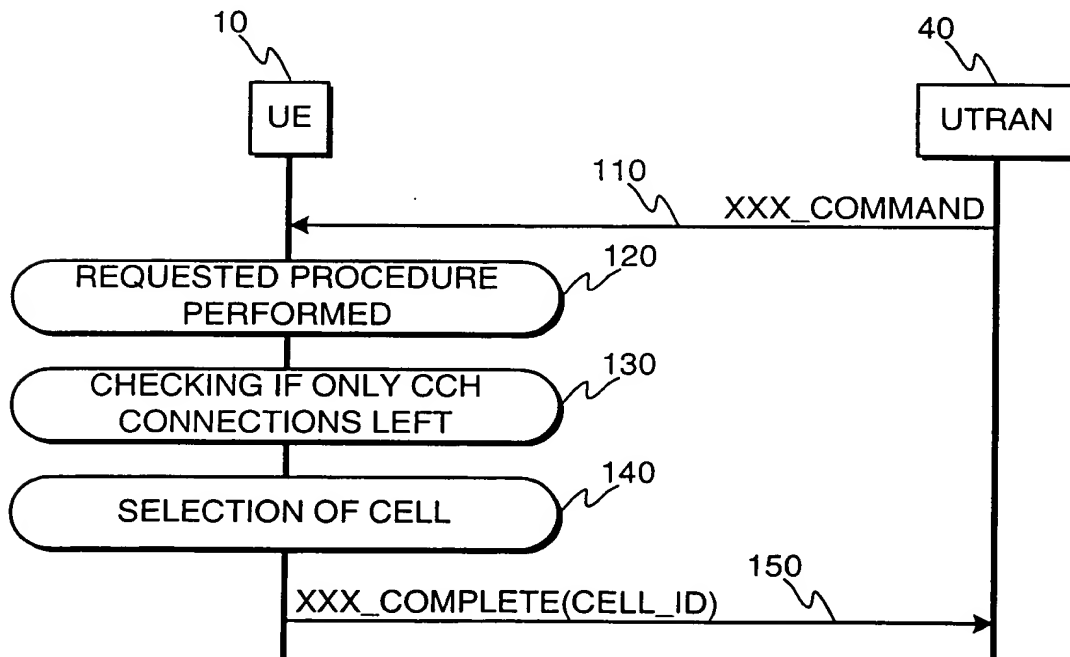 10
40
UE
UTRAN
110
XXX_COMMAND
120
REQUESTED PROCEDURE
PERFORMED
130
CHECKING IF ONLY CCH
CONNECTIONS LEFT
140
SELECTION OF CELL
150
XXX_COMPLETE(CELL_ID)